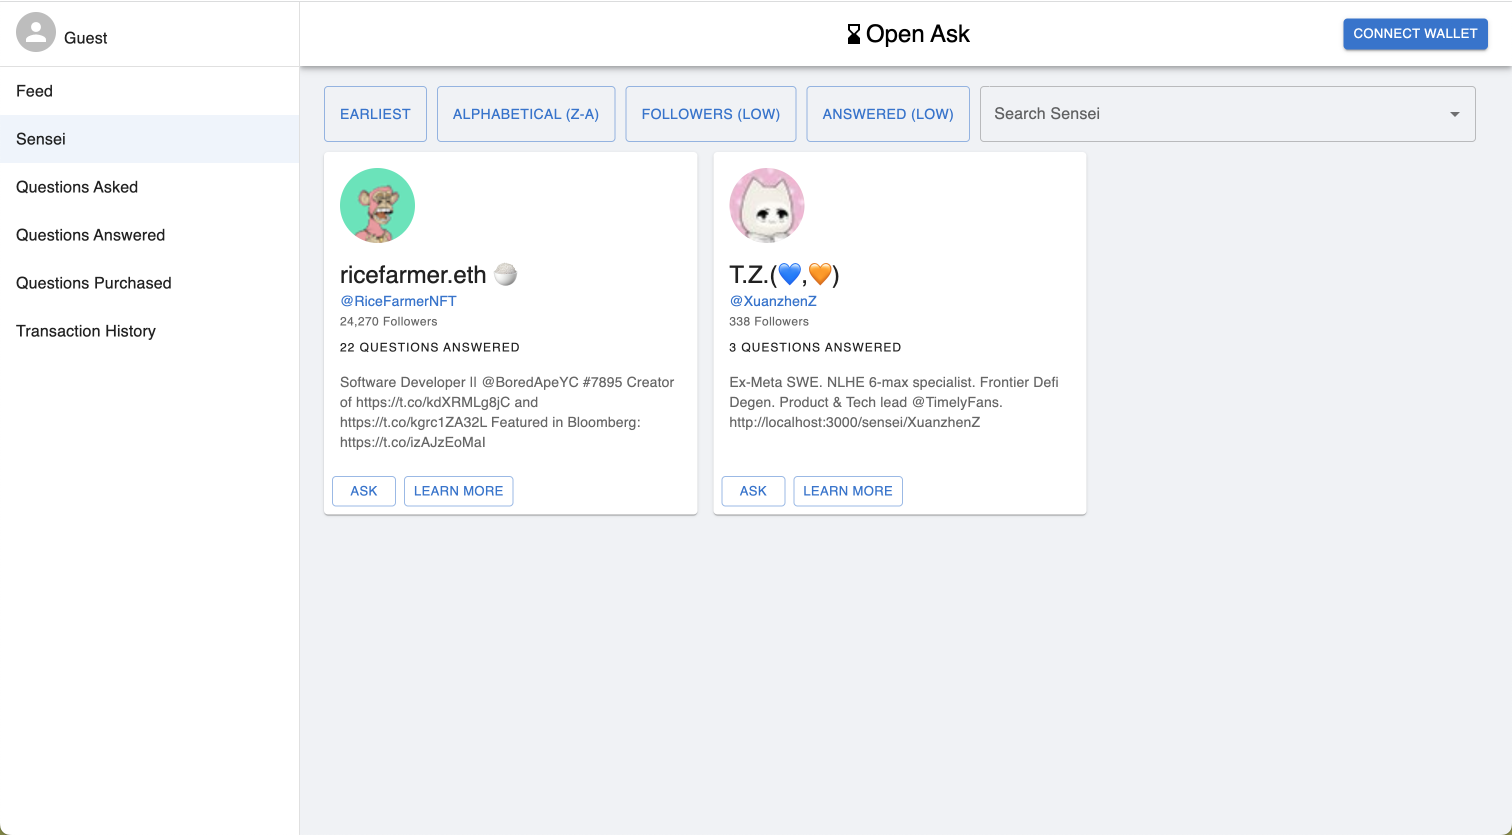 Guest
Open Ask
CONNECT WALLET
Feed
Sensei
Questions Asked
Questions Answered
Questions Purchased
Transaction History
EARLIEST
ALPHABETICAL (Z-A)
FOLLOWERS (LOW)
ANSWERED (LOW)
Search Sensei
ricefarmer.eth 🍚
@RiceFarmerNFT
24,270 Followers
22 QUESTIONS ANSWERED
Software Developer || @BoredApeYC #7895 Creator
of https://t.co/kdXRMLg8jC and
https://t.co/kgrc1ZA32L Featured in Bloomberg:
https://t.co/izAJzEoMaI
ASK
LEARN MORE
T.Z.(💙,🧡)
@XuanzhenZ
338 Followers
3 QUESTIONS ANSWERED
Ex-Meta SWE. NLHE 6-max specialist. Frontier Defi
Degen. Product & Tech lead @TimelyFans.
http://localhost:3000/sensei/XuanzhenZ
ASK
LEARN MORE